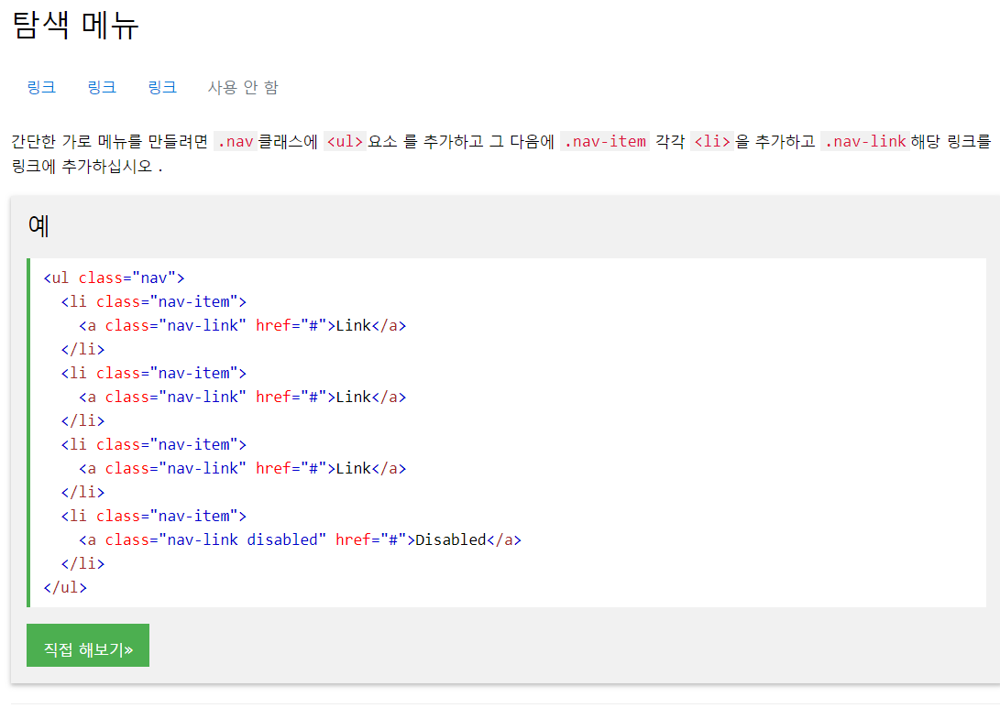 탐색 메뉴
링크 링크 링크 사용 안 함
간단한 가로 메뉴를 만들려면 .nav 클래스에 <ul> 요소 를 추가하고 그 다음에 .nav-item 각각 <li> 을 추가하고 .nav-link 해당 링크를
링크에 추가하십시오 .
예
<ul class="nav">
  <li class="nav-item">
    <a class="nav-link" href="#">Link</a>
  </li>
  <li class="nav-item">
    <a class="nav-link" href="#">Link</a>
  </li>
  <li class="nav-item">
    <a class="nav-link" href="#">Link</a>
  </li>
  <li class="nav-item">
    <a class="nav-link disabled" href="#">Disabled</a>
  </li>
</ul>
직접 해보기»